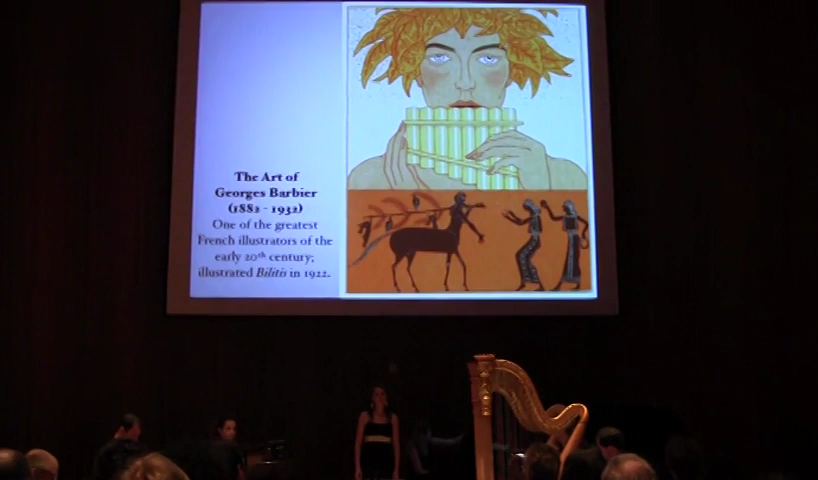 The Art of
Georges Barbier
(1882 - 1932)
One of the greatest
French illustrators of the
early 20th century;
illustrated Bilitis in 1922.